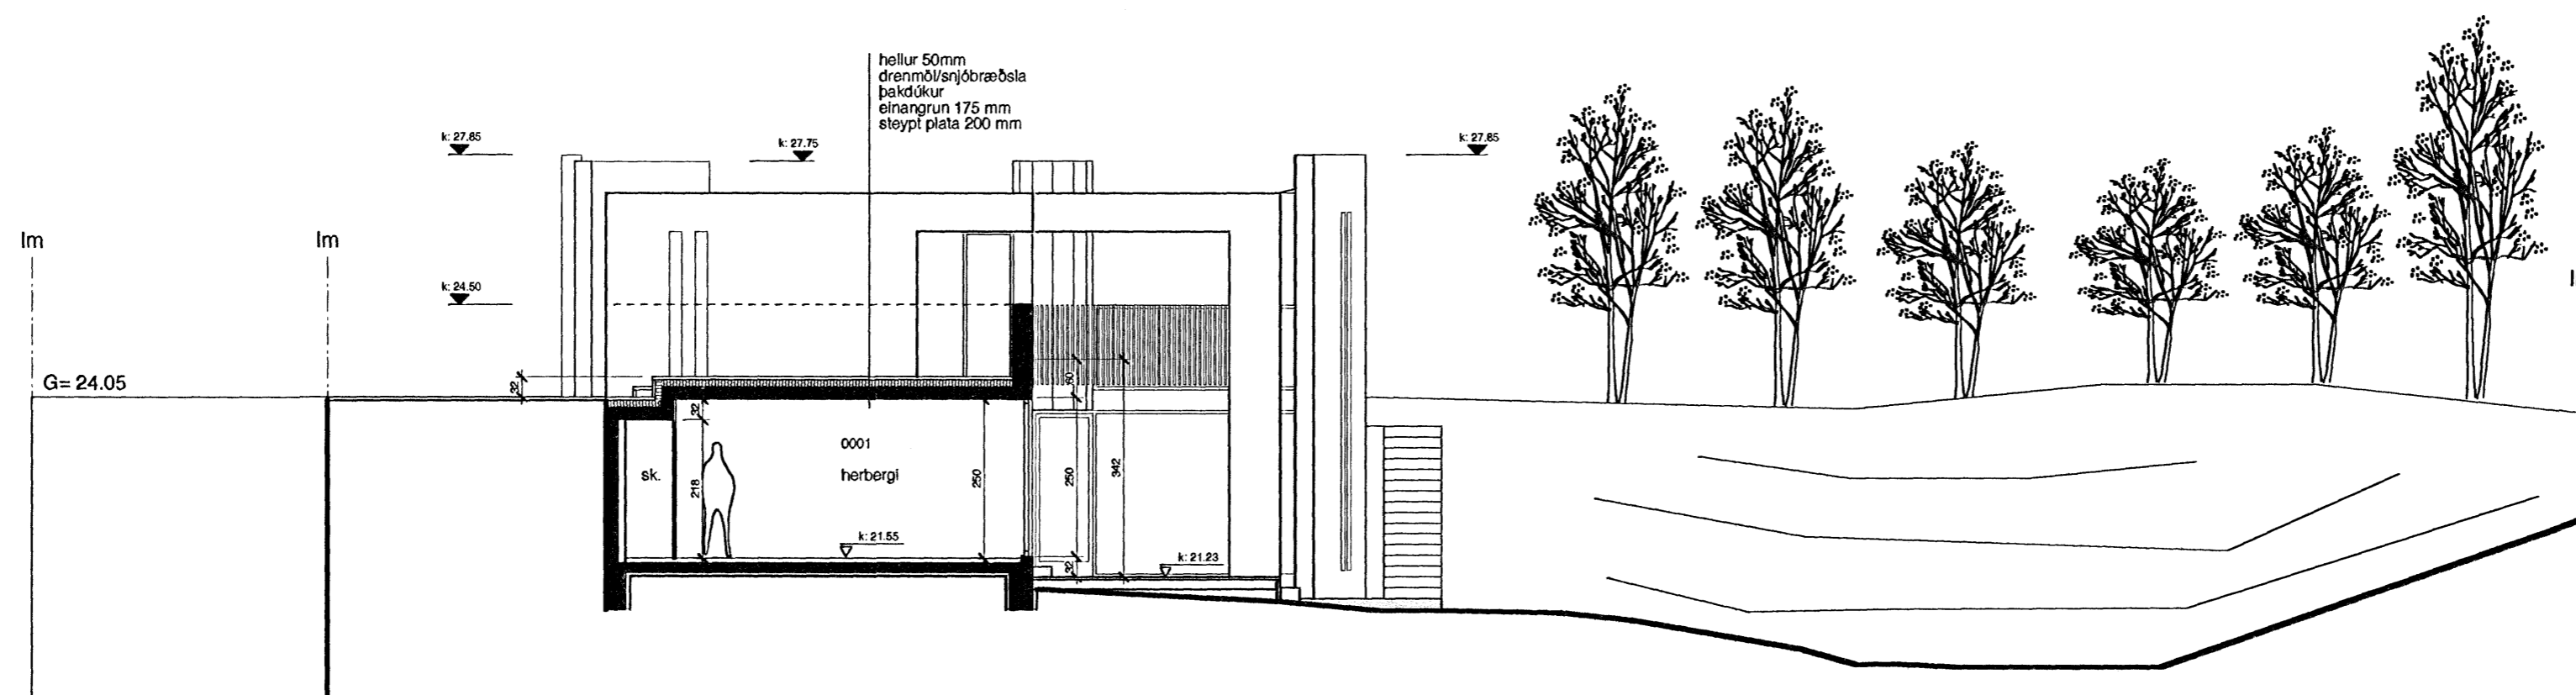 hellur 50mm
drenmöl/snjóbræðsla
þakdúkur
einangrun 175 mm
steypt plata 200 mm
k: 27.85
k: 27.75
k: 27.85
lm
lm
k: 24.50
G= 24.05
32
60
32
0001
sk.
herbergi
218
250
250
342
k: 21.55
k: 21.23
32